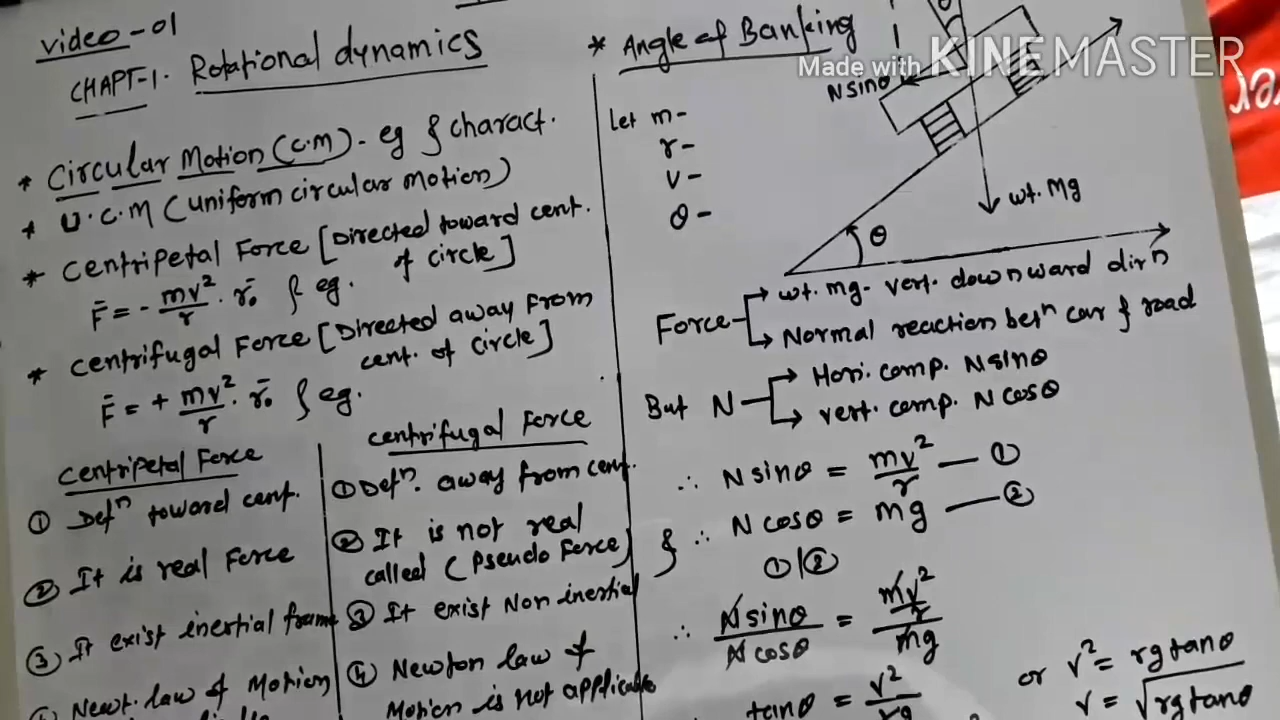 video-01
CHAPT-1. Rotational dynamics
* Circular Motion (C.M) - eg & charact.
* U.C.M (uniform circular motion)
* Centripetal Force [Directed toward cent. of circle]
F̄ = - mv²/r . r̄₀ & eg.
* Centrifugal Force [Directed away from cent. of circle]
F̄ = + mv²/r . r̄₀ & eg.
Centripetal Force
① Defⁿ toward cent.
② It is real Force
③ It exist inertial frame
Newt. law of Motion
centrifugal Force
① Defⁿ. away from cent.
② It is not real
called (Pseudo Force)
③ It exist Non inertial
④ Newton law of
Motion is not applicable
* Angle of Banking
Made with KINEMASTER
θ
N sinθ
Let m-
r-
v-
θ-
wt. Mg
θ
Force → wt. mg - vert. downward dirⁿ
→ Normal reaction betⁿ car & road
But N → Hori. comp. N sinθ
→ vert. comp. N cosθ
∴ N sinθ = mv²/r — ①
& ∴ N cosθ = mg — ②
①/②
∴ N sinθ / N cosθ = mv²/r / mg
tanθ = v²/rg
or v² = rg tanθ
v = √rg tanθ